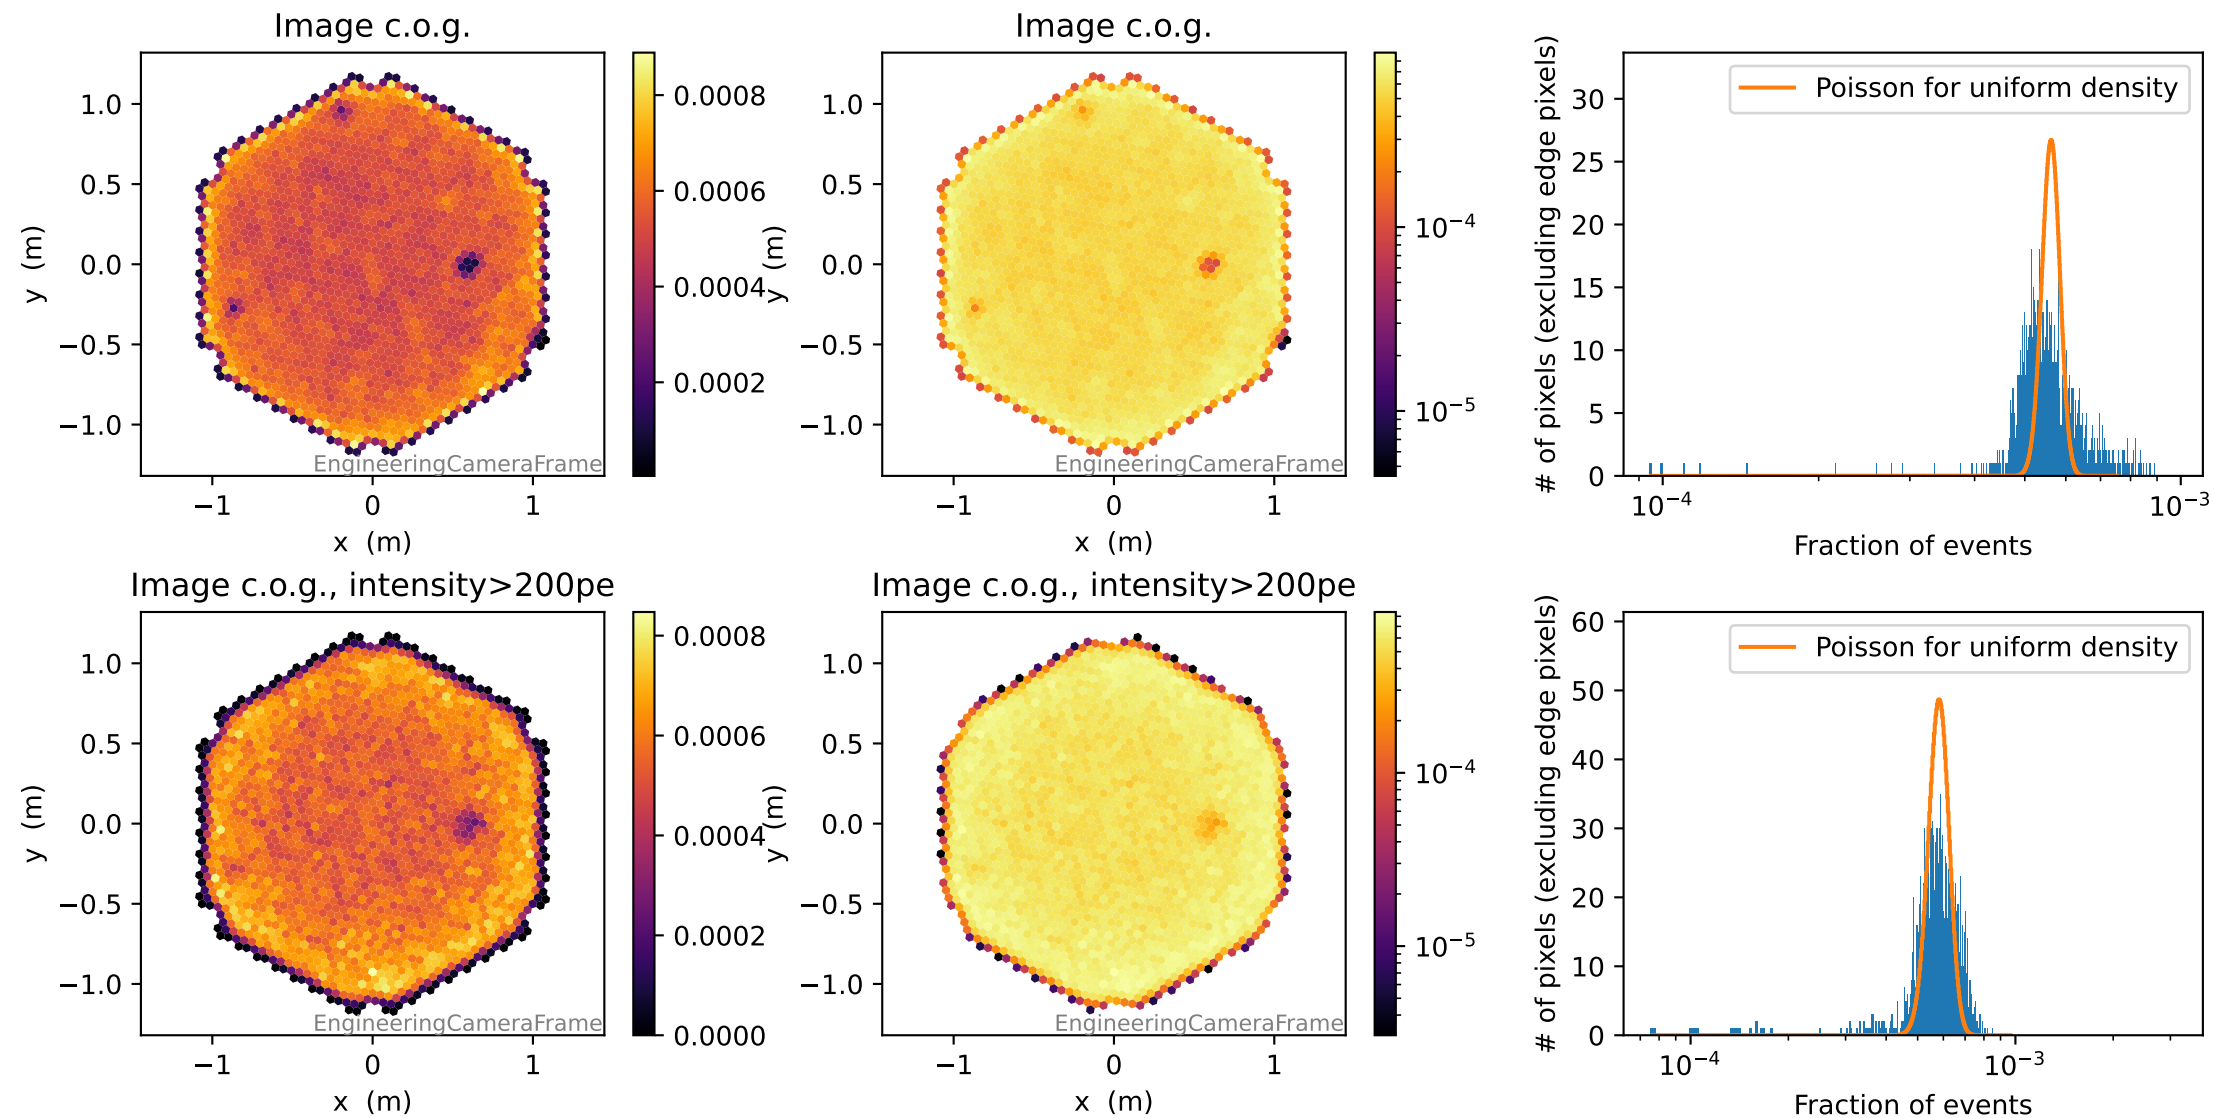 Image c.o.g.
1.0
0.5
0.0
−0.5
−1.0
y (m)
−1
0
1
x (m)
EngineeringCameraFrame
0.0008
0.0006
0.0004
0.0002
Image c.o.g.
1.0
0.5
0.0
−0.5
−1.0
y (m)
−1
0
1
x (m)
EngineeringCameraFrame
10⁻⁴
10⁻⁵
# of pixels (excluding edge pixels)
30
25
20
15
10
5
0
Poisson for uniform density
10⁻⁴
10⁻³
Fraction of events
Image c.o.g., intensity>200pe
1.0
0.5
0.0
−0.5
−1.0
y (m)
−1
0
1
x (m)
EngineeringCameraFrame
0.0008
0.0006
0.0004
0.0002
0.0000
Image c.o.g., intensity>200pe
1.0
0.5
0.0
−0.5
−1.0
y (m)
−1
0
1
x (m)
EngineeringCameraFrame
10⁻⁴
10⁻⁵
# of pixels (excluding edge pixels)
60
50
40
30
20
10
0
Poisson for uniform density
10⁻⁴
10⁻³
Fraction of events